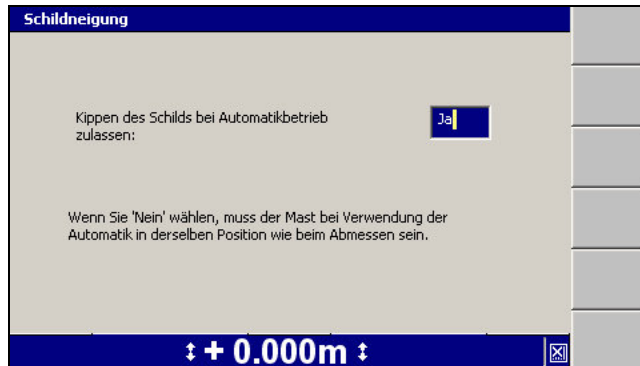 Schildneigung
Kippen des Schilds bei Automatikbetrieb
zulassen:
Ja
Wenn Sie 'Nein' wählen, muss der Mast bei Verwendung der
Automatik in derselben Position wie beim Abmessen sein.
↕ + 0.000m ↕